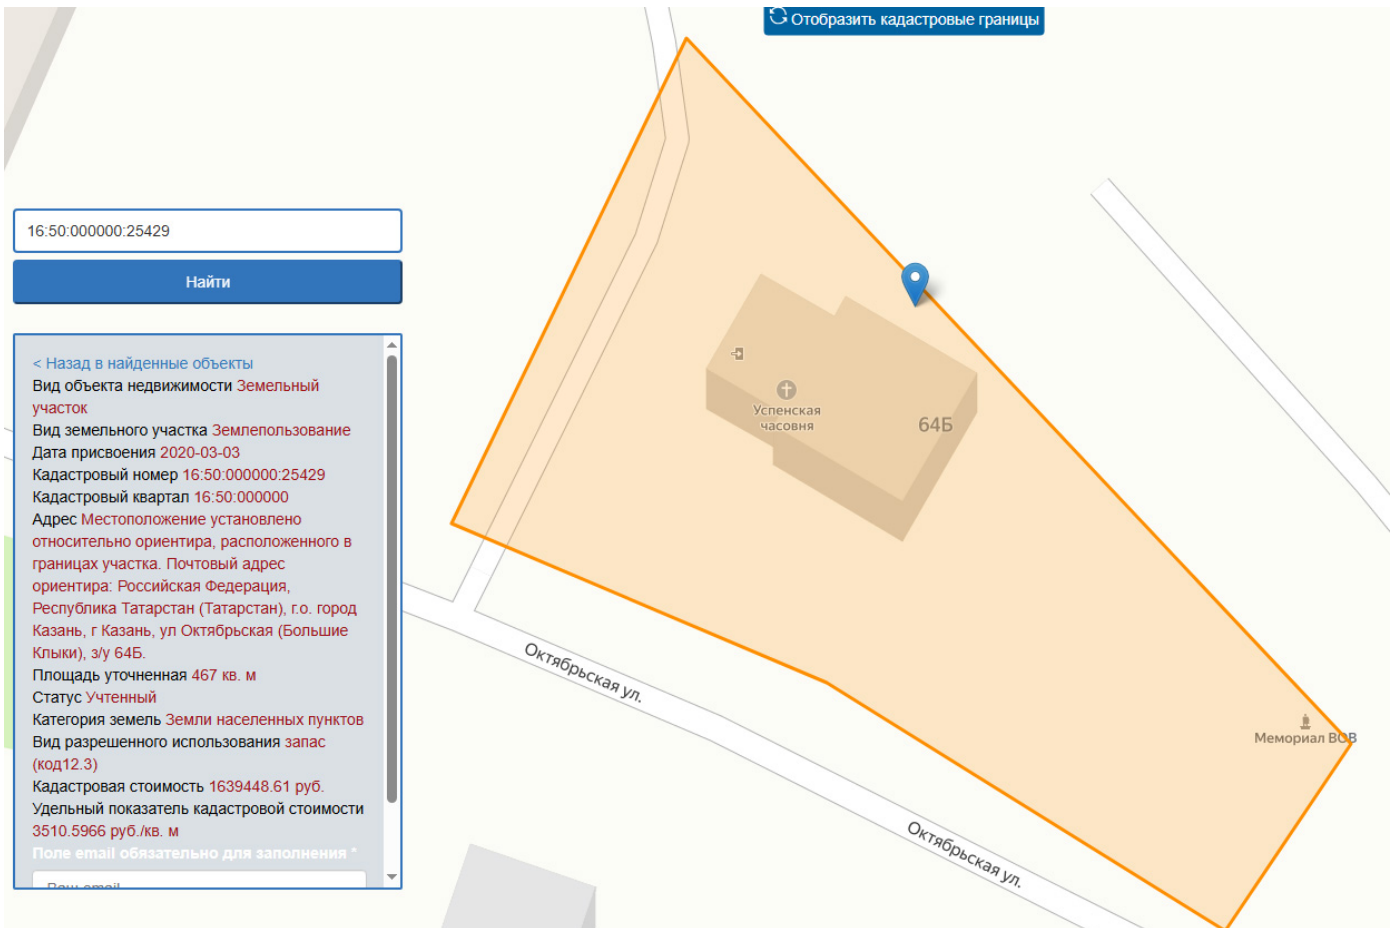 Отобразить кадастровые границы
16:50:000000:25429
Найти
< Назад в найденные объекты
Вид объекта недвижимости Земельный
участок
Вид земельного участка Землепользование
Дата присвоения 2020-03-03
Кадастровый номер 16:50:000000:25429
Кадастровый квартал 16:50:000000
Адрес Местоположение установлено
относительно ориентира, расположенного в
границах участка. Почтовый адрес
ориентира: Российская Федерация,
Республика Татарстан (Татарстан), г.о. город
Казань, г Казань, ул Октябрьская (Большие
Клыки), з/у 64Б.
Площадь уточненная 467 кв. м
Статус Учтенный
Категория земель Земли населенных пунктов
Вид разрешенного использования запас
(код12.3)
Кадастровая стоимость 1639448.61 руб.
Удельный показатель кадастровой стоимости
3510.5966 руб./кв. м
Поле email обязательно для заполнения *
Ваш email
Успенская
часовня
64Б
Октябрьская ул.
Мемориал ВОВ
Октябрьская ул.